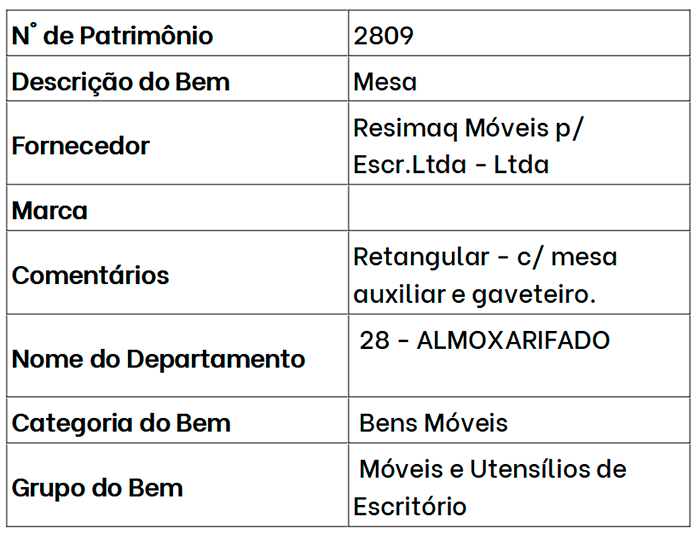 N° de Patrimônio 2809
Descrição do Bem Mesa
Fornecedor Resimaq Móveis p/
Escr.Ltda - Ltda
Marca
Comentários Retangular - c/ mesa
auxiliar e gaveteiro.
Nome do Departamento 28 - ALMOXARIFADO
Categoria do Bem Bens Móveis
Grupo do Bem Móveis e Utensílios de
Escritório